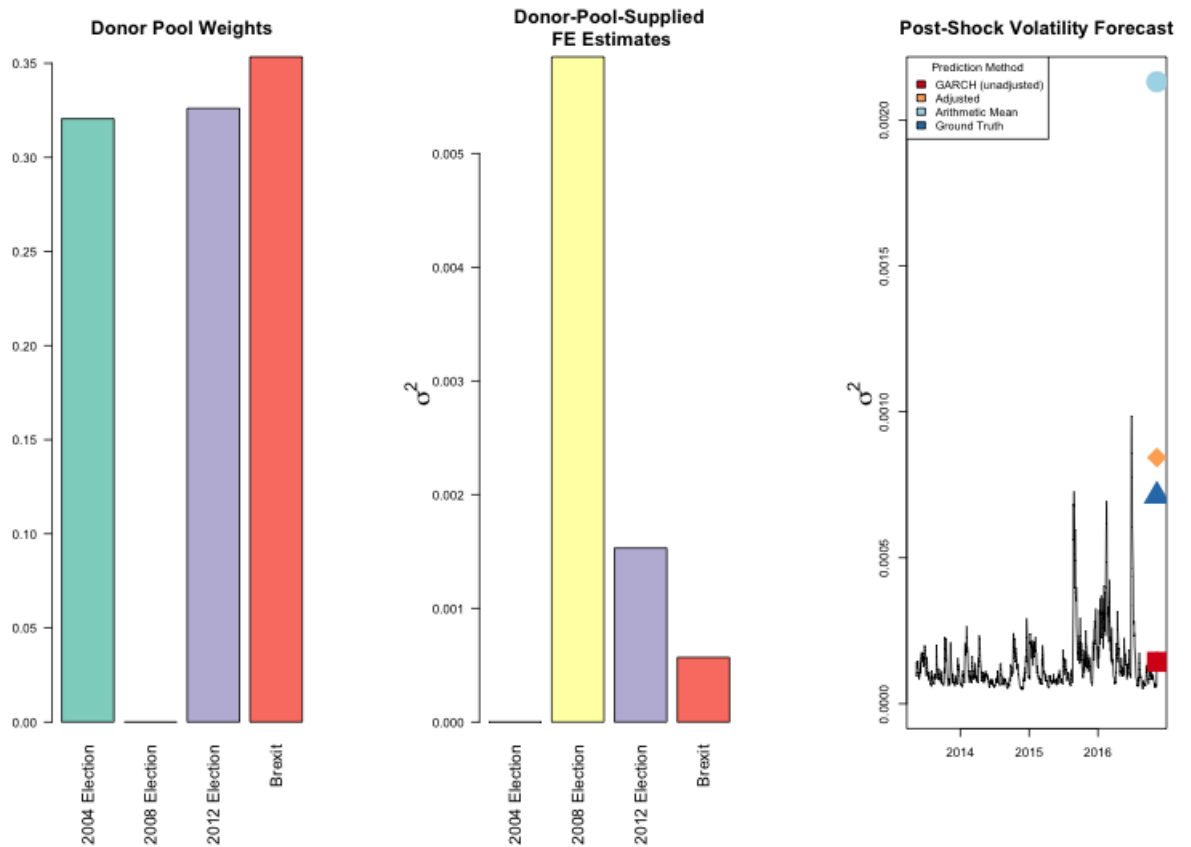 Donor Pool Weights
0.35
0.30
0.25
0.20
0.15
0.10
0.05
0.00
2004 Election
2008 Election
2012 Election
Brexit
Donor-Pool-Supplied
FE Estimates
σ²
0.005
0.004
0.003
0.002
0.001
0.000
2004 Election
2008 Election
2012 Election
Brexit
Post-Shock Volatility Forecast
Prediction Method
GARCH (unadjusted)
Adjusted
Arithmetic Mean
Ground Truth
σ²
0.0020
0.0015
0.0010
0.0005
0.0000
2014
2015
2016